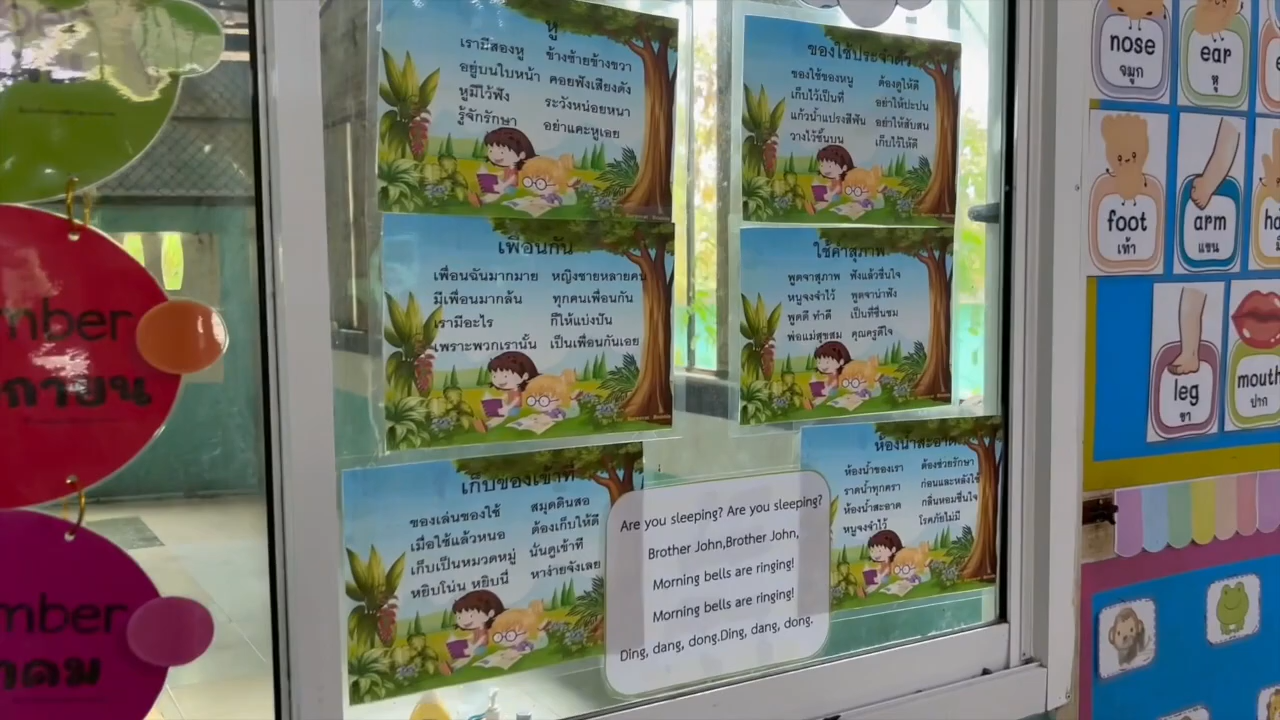 mber
กายน
mber
าคม
หู
เรามีสองหู ข้างซ้ายข้างขวา
อยู่บนใบหน้า คอยฟังเสียงดัง
หูมีไว้ฟัง ระวังหน่อยหนา
รู้จักรักษา อย่าแคะหูเอย
ของใช้ประจำตัว
ของใช้ของหนู ต้องดูให้ดี
เก็บไว้เป็นที่ อย่าให้ปะปน
แก้วน้ำแปรงสีฟัน อย่าให้สับสน
วางไว้ชั้นบน เก็บไว้ให้ดี
เพื่อนกัน
เพื่อนฉันมากมาย หญิงชายหลายคน
มีเพื่อนมากล้น ทุกคนเพื่อนกัน
เรามีอะไร ก็ให้แบ่งปัน
เพราะพวกเรานั้น เป็นเพื่อนกันเอย
ใช้คำสุภาพ
พูดจาสุภาพ ฟังแล้วชื่นใจ
หนูจงจำไว้ พูดจาน่าฟัง
พูดดี ทำดี เป็นที่ชื่นชม
พ่อแม่สุขสม คุณครูดีใจ
เก็บของเข้าที่
ของเล่นของใช้ สมุดดินสอ
เมื่อใช้แล้วหนอ ต้องเก็บให้ดี
เก็บเป็นหมวดหมู่ นั้นดูเข้าที
หยิบโน่น หยิบนี่ หาง่ายจังเลย
ห้องน้ำสะอาด
ห้องน้ำของเรา ต้องช่วยรักษา
ราดน้ำทุกครา ก่อนและหลังใช้
ห้องน้ำสะอาด กลิ่นหอมชื่นใจ
หนูจงจำไว้ โรคภัยไม่มี
Are you sleeping? Are you sleeping?
Brother John,Brother John,
Morning bells are ringing!
Morning bells are ringing!
Ding, dang, dong.Ding, dang, dong.
nose
จมูก
ear
หู
foot
เท้า
arm
แขน
leg
ขา
mouth
ปาก